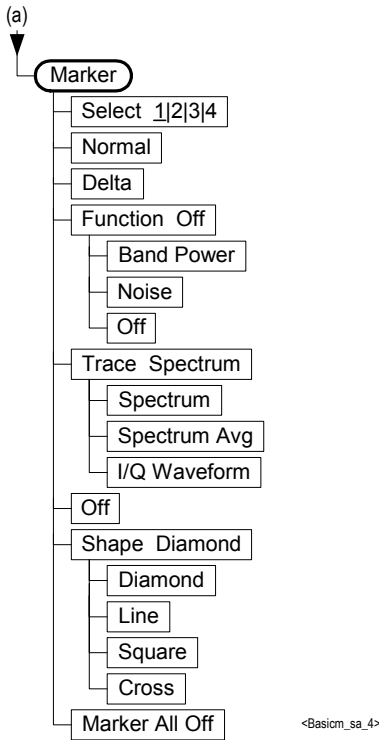 (a)
Marker
Select 1|2|3|4
Normal
Delta
Function Off
Band Power
Noise
Off
Trace Spectrum
Spectrum
Spectrum Avg
I/Q Waveform
Off
Shape Diamond
Diamond
Line
Square
Cross
Marker All Off
<Basicm_sa_4>